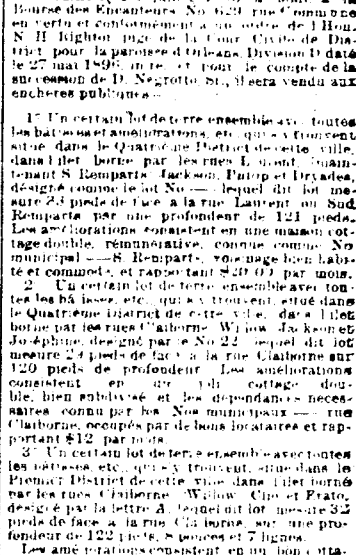 Bourse des Encanteurs No 629 rue Commune
en vertu et conformément a un ordre de l Hon.
N. H Rightor juge de la Cour Civile de Dis-
trict pour la paroisse d'Orléans, Division D daté
le 27 mai 1896, in re, et pour le compte de la
succession de D. Negrotto, Sr., il sera vendu aux
enchères publiques—
1° Un certain lot de terre ensemble avec toutes
les bâtisses et améliorations, etc. qui s y trouvent
situé dans le Quatrième District de cette ville,
dans l'ilet borné par les rues Laurent, main-
tenant S Remparts Jackson, Philip et Dryades,
désigné comme le lot No — lequel dit lot me-
sure 33 pieds de face à la rue Laurent ou Sud
Remparts par une profondeur de 121 pieds.
Les améliorations consistent en une maison cot-
tage double, rémunérative, connue comme No
municipal —— S. Remparts, voisinage bien habi-
té et commode, et rapportant $20.00 par mois.
2° Un certain lot de terre ensemble avec tou-
tes les bâtisses, etc., qui s y trouvent, situé dans
le Quatrième District de cette ville, dans l ilet
borné par les rues Claiborne Willow Jackson et
Joséphine, désigné par le No 22 lequel dit lot
mesure 29 pieds de face a la rue Claiborne sur
120 pieds de profondeur Les améliorations
consistent en un joli cottage dou-
ble, bien subdivisé et les dépendances néces-
saires connu par les Nos municipaux —— rue
Claiborne, occupés par de bons locataires et rap-
portant $12 par mois.
3° Un certain lot de terre ensemble avec toutes
les bâtisses, etc., qui s'y trouvent, situé dans le
Premier District de cette ville dans l'ilet borné
par les rues Claiborne Willow, Clio et Erato,
désigné par la lettre A, lequel dit lot mesure 32
pieds de face a la rue Claiborne, sur une pro-
fondeur de 122 pieds, 8 pouces et 7 lignes.
Les améliorations consistent en un bon cotta-